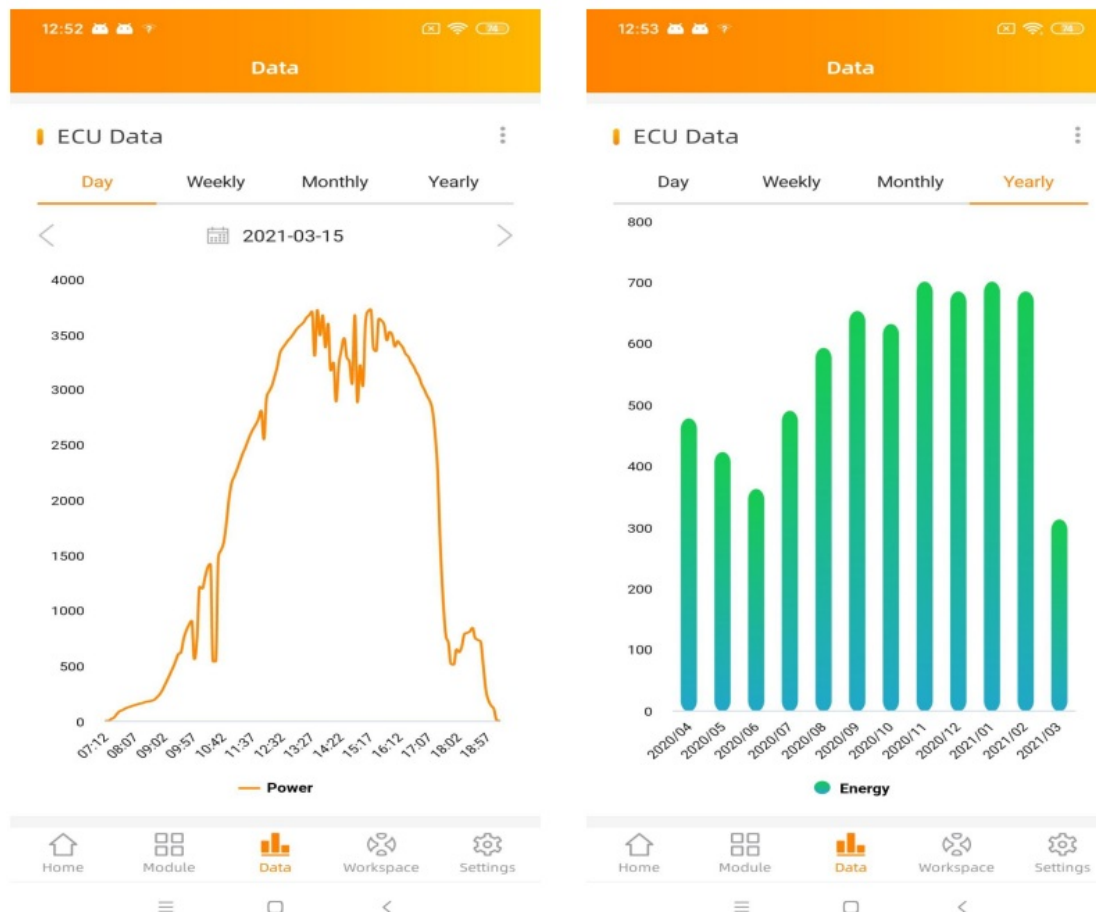 12:52
74
Data
ECU Data
Day Weekly Monthly Yearly
2021-03-15
4000
3500
3000
2500
2000
1500
1000
500
0
07:12 08:07 09:02 09:57 10:42 11:37 12:32 13:27 14:22 15:17 16:12 17:07 18:02 18:57
Power
Home Module Data Workspace Settings
12:53
74
Data
ECU Data
Day Weekly Monthly Yearly
800
700
600
500
400
300
200
100
0
2020/04 2020/05 2020/06 2020/07 2020/08 2020/09 2020/10 2020/11 2020/12 2021/01 2021/02 2021/03
Energy
Home Module Data Workspace Settings